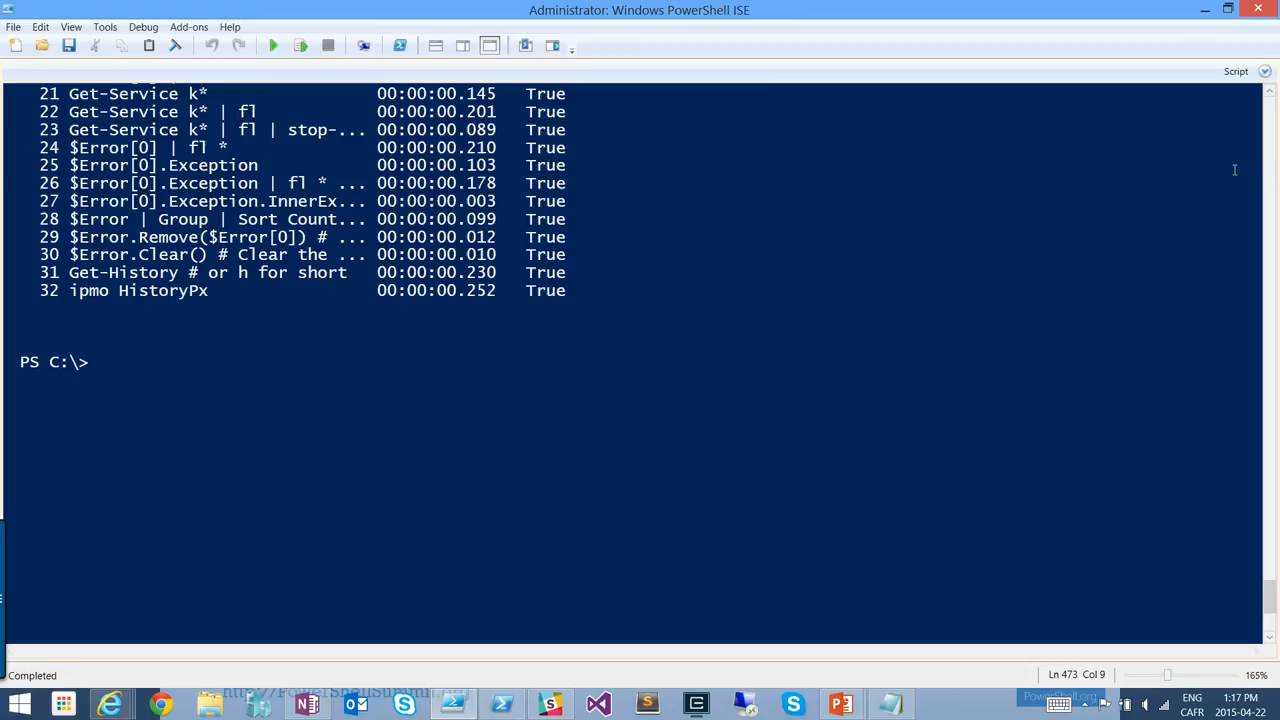 Administrator: Windows PowerShell ISE
File Edit View Tools Debug Add-ons Help
Script
21 Get-Service k* 00:00:00.145 True
22 Get-Service k* | fl 00:00:00.201 True
23 Get-Service k* | fl | stop-... 00:00:00.089 True
24 $Error[0] | fl * 00:00:00.210 True
25 $Error[0].Exception 00:00:00.103 True
26 $Error[0].Exception | fl * ... 00:00:00.178 True
27 $Error[0].Exception.InnerEx... 00:00:00.003 True
28 $Error | Group | Sort Count... 00:00:00.099 True
29 $Error.Remove($Error[0]) # ... 00:00:00.012 True
30 $Error.Clear() # Clear the ... 00:00:00.010 True
31 Get-History # or h for short 00:00:00.230 True
32 ipmo HistoryPx 00:00:00.252 True
PS C:\>
Completed
Ln 473 Col 9
165%
http://PowerShellSummit
PowerShell.org
ENG
1:17 PM
CAFR
2015-04-22